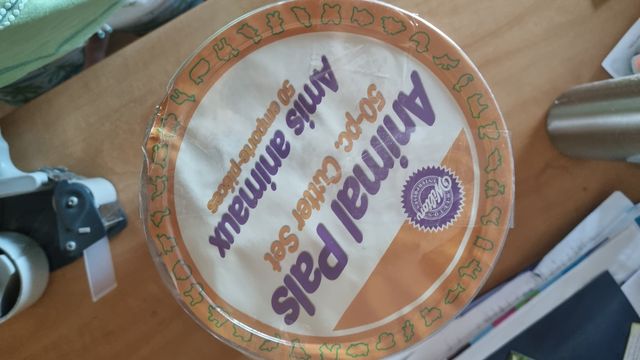 Wilton
Animal Pals
50-pc. Cutter Set
Amis animaux
50 emporte-pièces